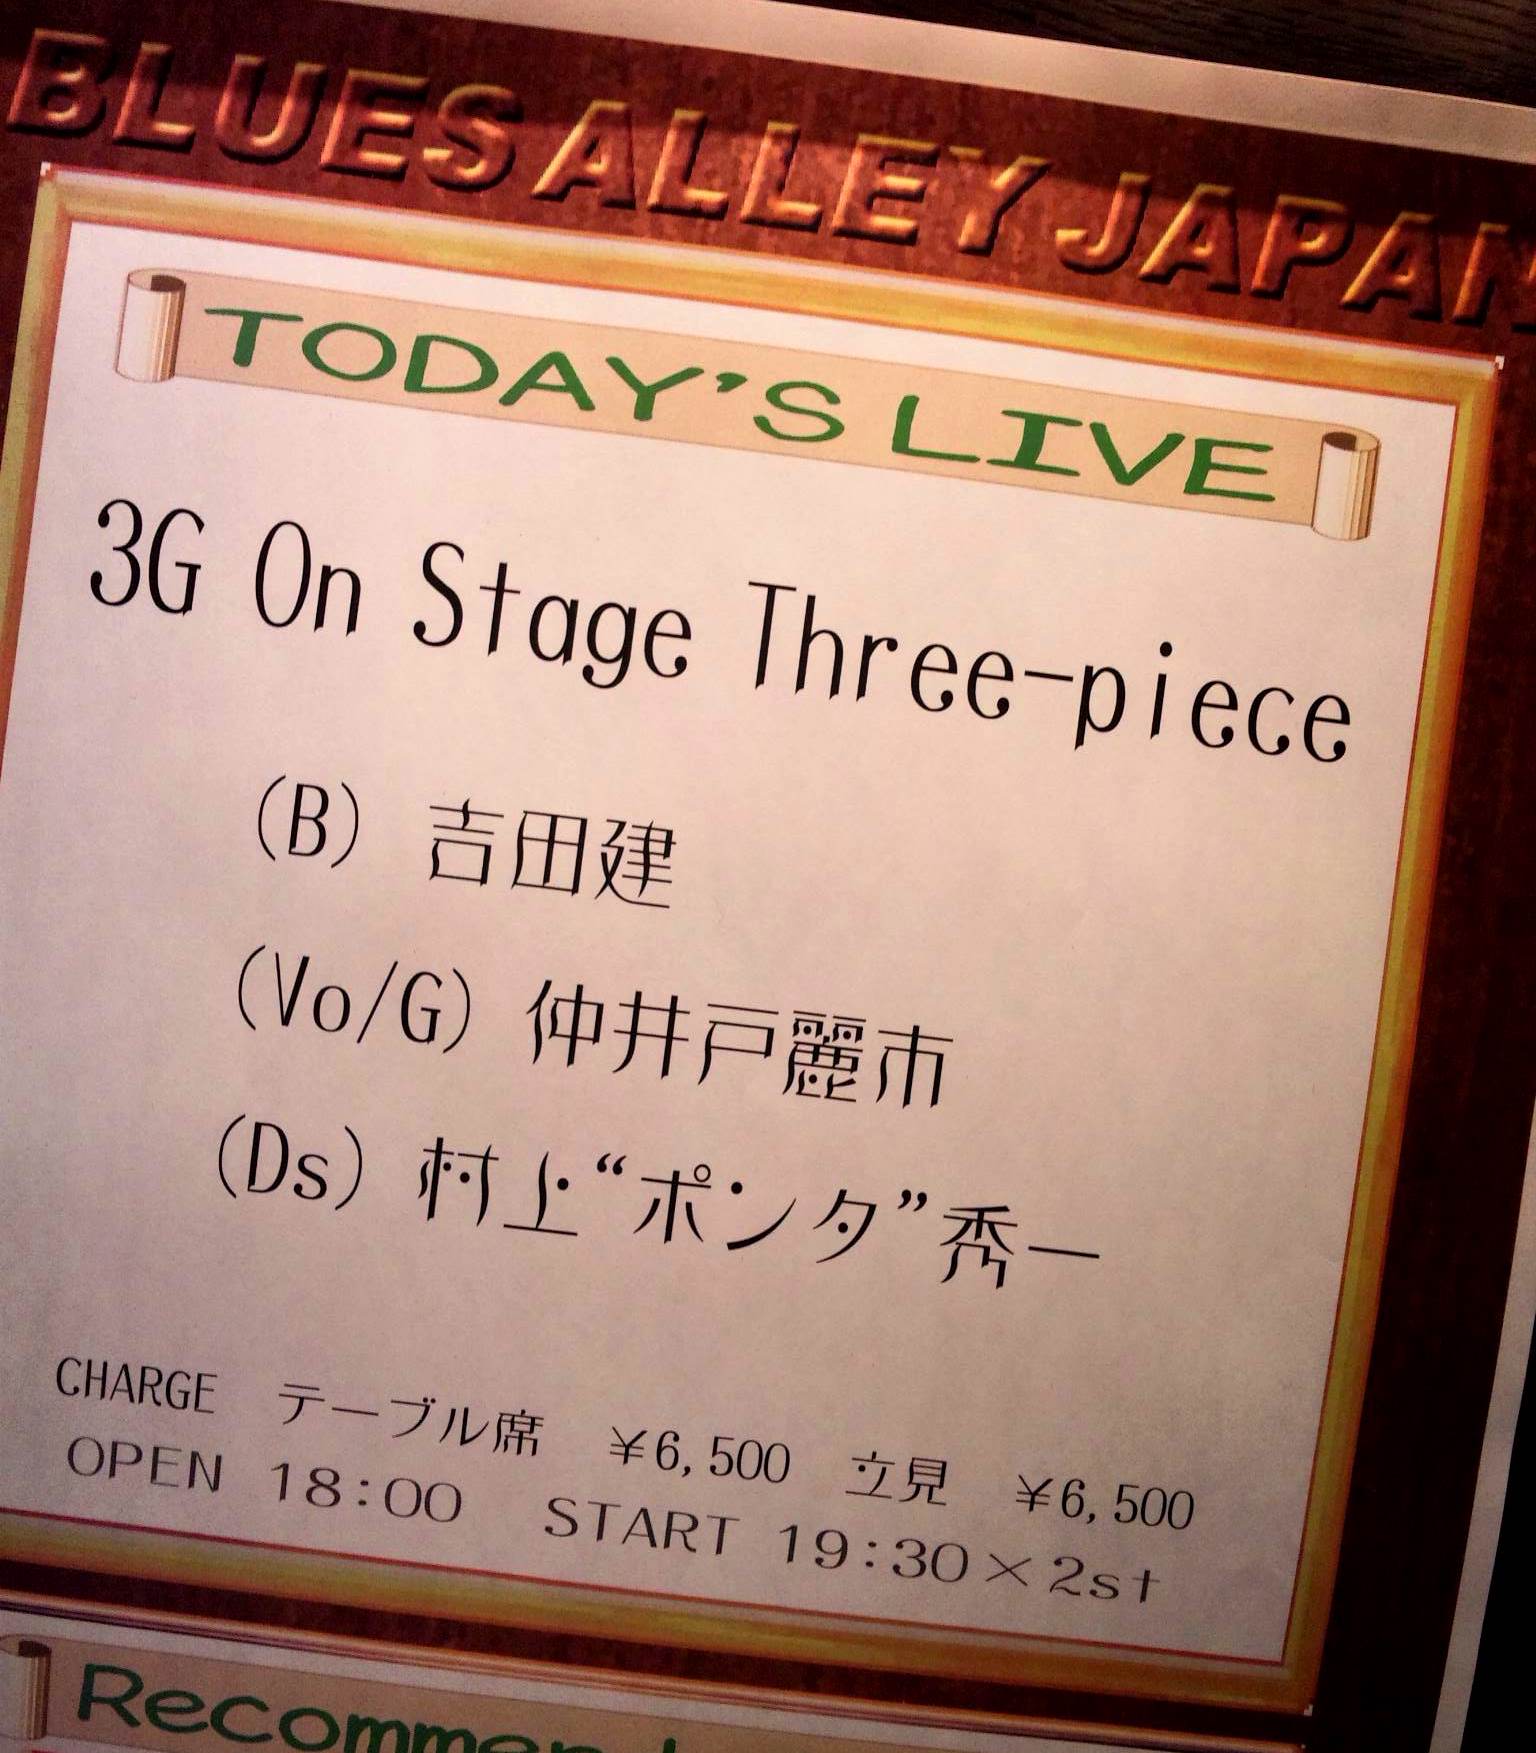 BLUES ALLEY JAPAN
TODAY'S LIVE
3G On Stage Three-piece
(B) 吉田建
(Vo/G) 仲井戸麗市
(Ds) 村上“ポンタ”秀一
CHARGE テーブル席 ¥6,500 立見 ¥6,500
OPEN 18:00 START 19:30×2st